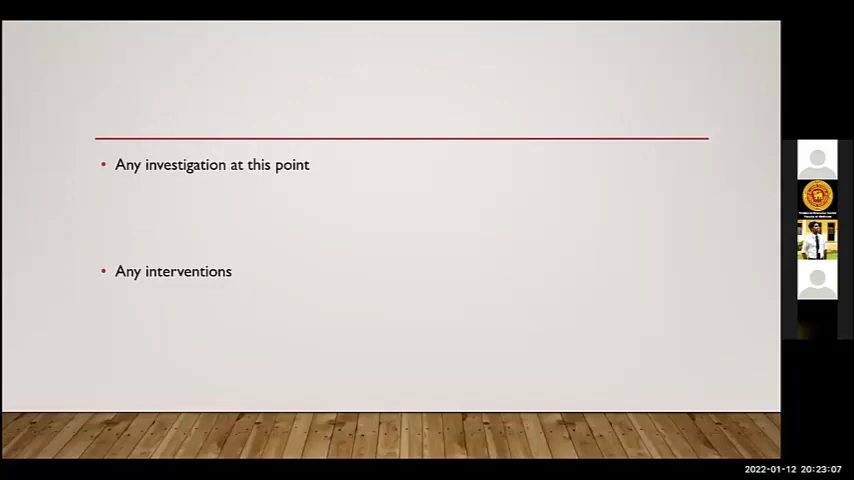 • Any investigation at this point
• Any interventions
2022-01-12 20:23:07